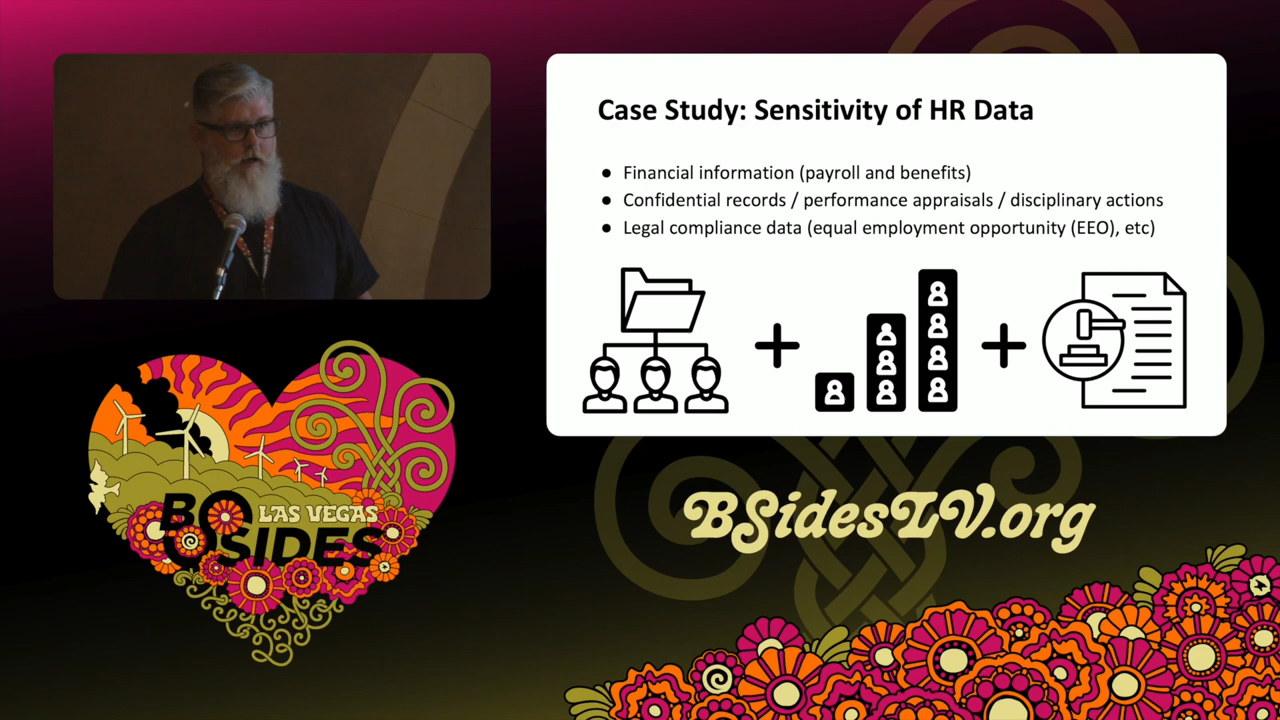 Case Study: Sensitivity of HR Data
● Financial information (payroll and benefits)
● Confidential records / performance appraisals / disciplinary actions
● Legal compliance data (equal employment opportunity (EEO), etc)
LAS VEGAS
BSIDES
23
BSidesLV.org